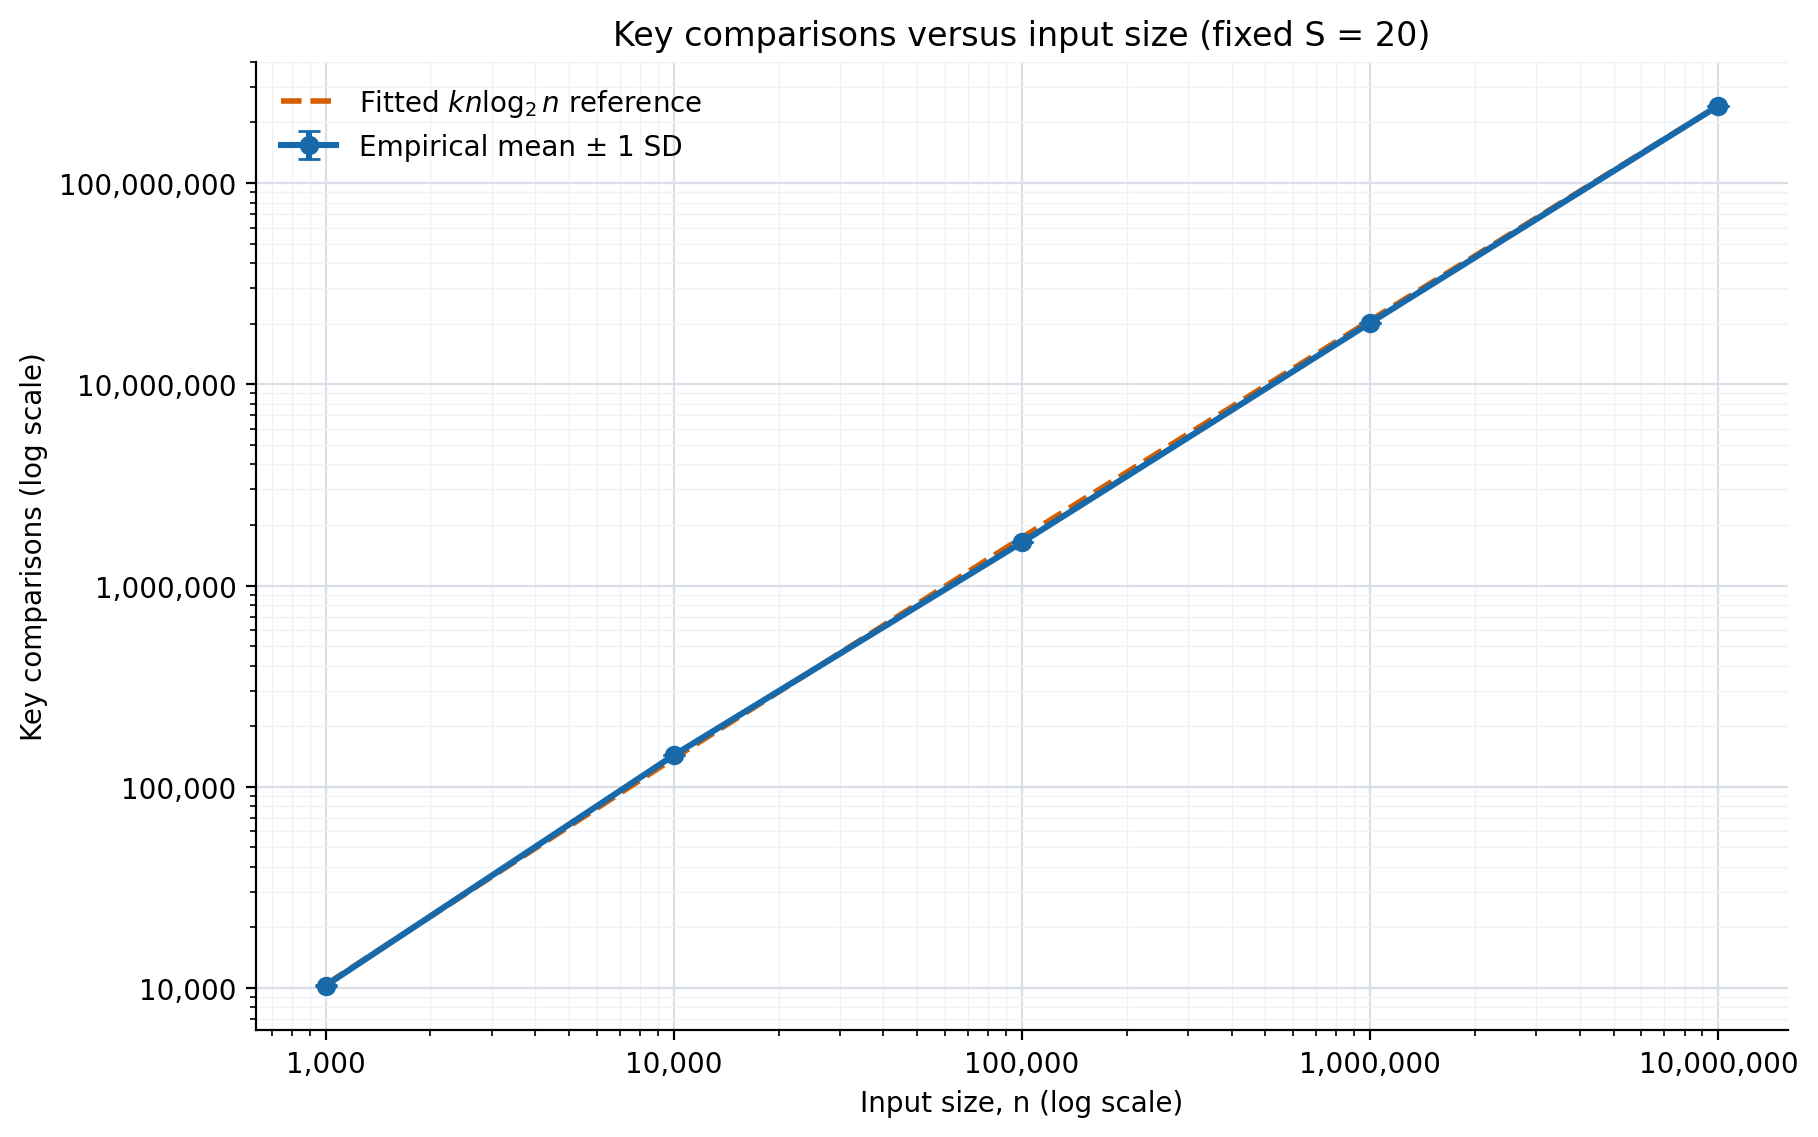 Key comparisons versus input size (fixed S = 20)
Fitted kn log₂ n reference
Empirical mean ± 1 SD
Key comparisons (log scale)
100,000,000
10,000,000
1,000,000
100,000
10,000
1,000
10,000
100,000
1,000,000
10,000,000
Input size, n (log scale)